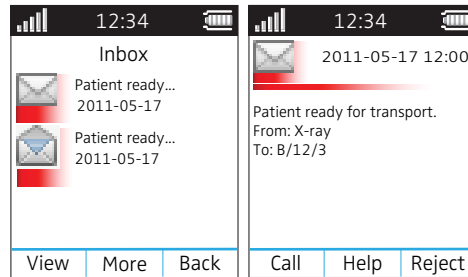 12:34
Inbox
Patient ready...
2011-05-17
Patient ready...
2011-05-17
View More Back
12:34
2011-05-17 12:00
Patient ready for transport.
From: X-ray
To: B/12/3
Call Help Reject